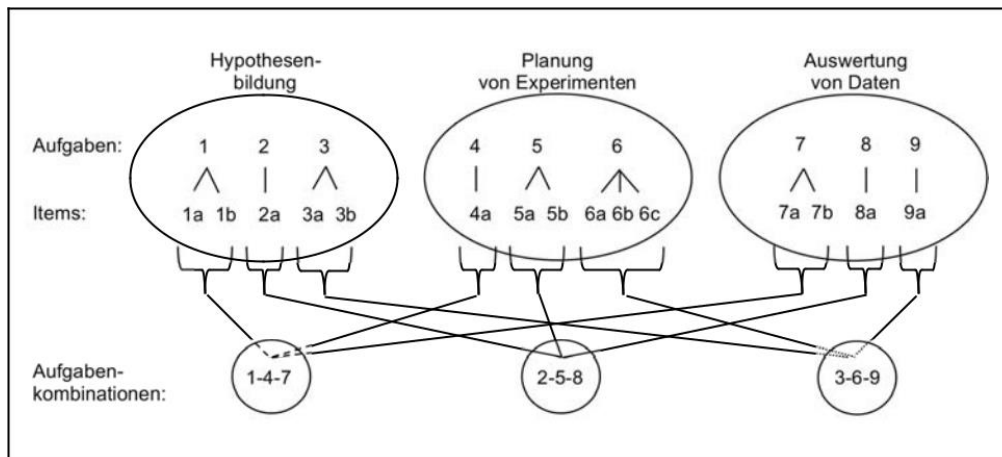 Hypothesen-
bildung
Planung
von Experimenten
Auswertung
von Daten
Aufgaben: 1 2 3 4 5 6 7 8 9
Items: 1a 1b 2a 3a 3b 4a 5a 5b 6a 6b 6c 7a 7b 8a 9a
Aufgaben-
kombinationen:
1-4-7 2-5-8 3-6-9